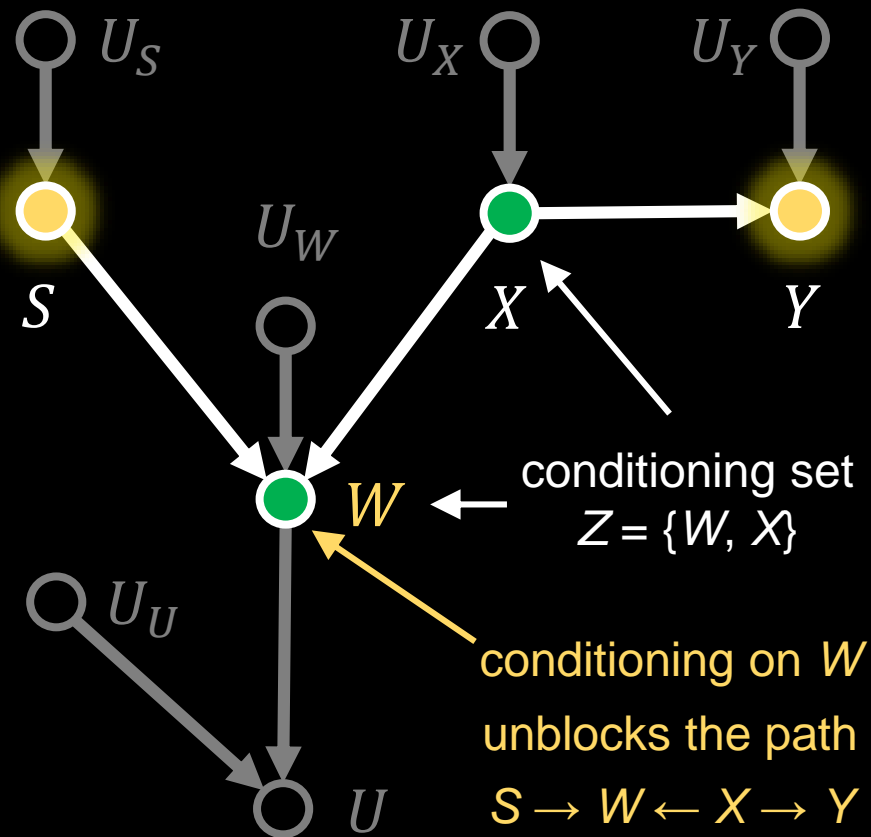 U_S
U_X
U_Y
U_W
S
X
Y
W
conditioning set
Z = {W, X}
U_U
conditioning on W
unblocks the path
S → W ← X → Y
U